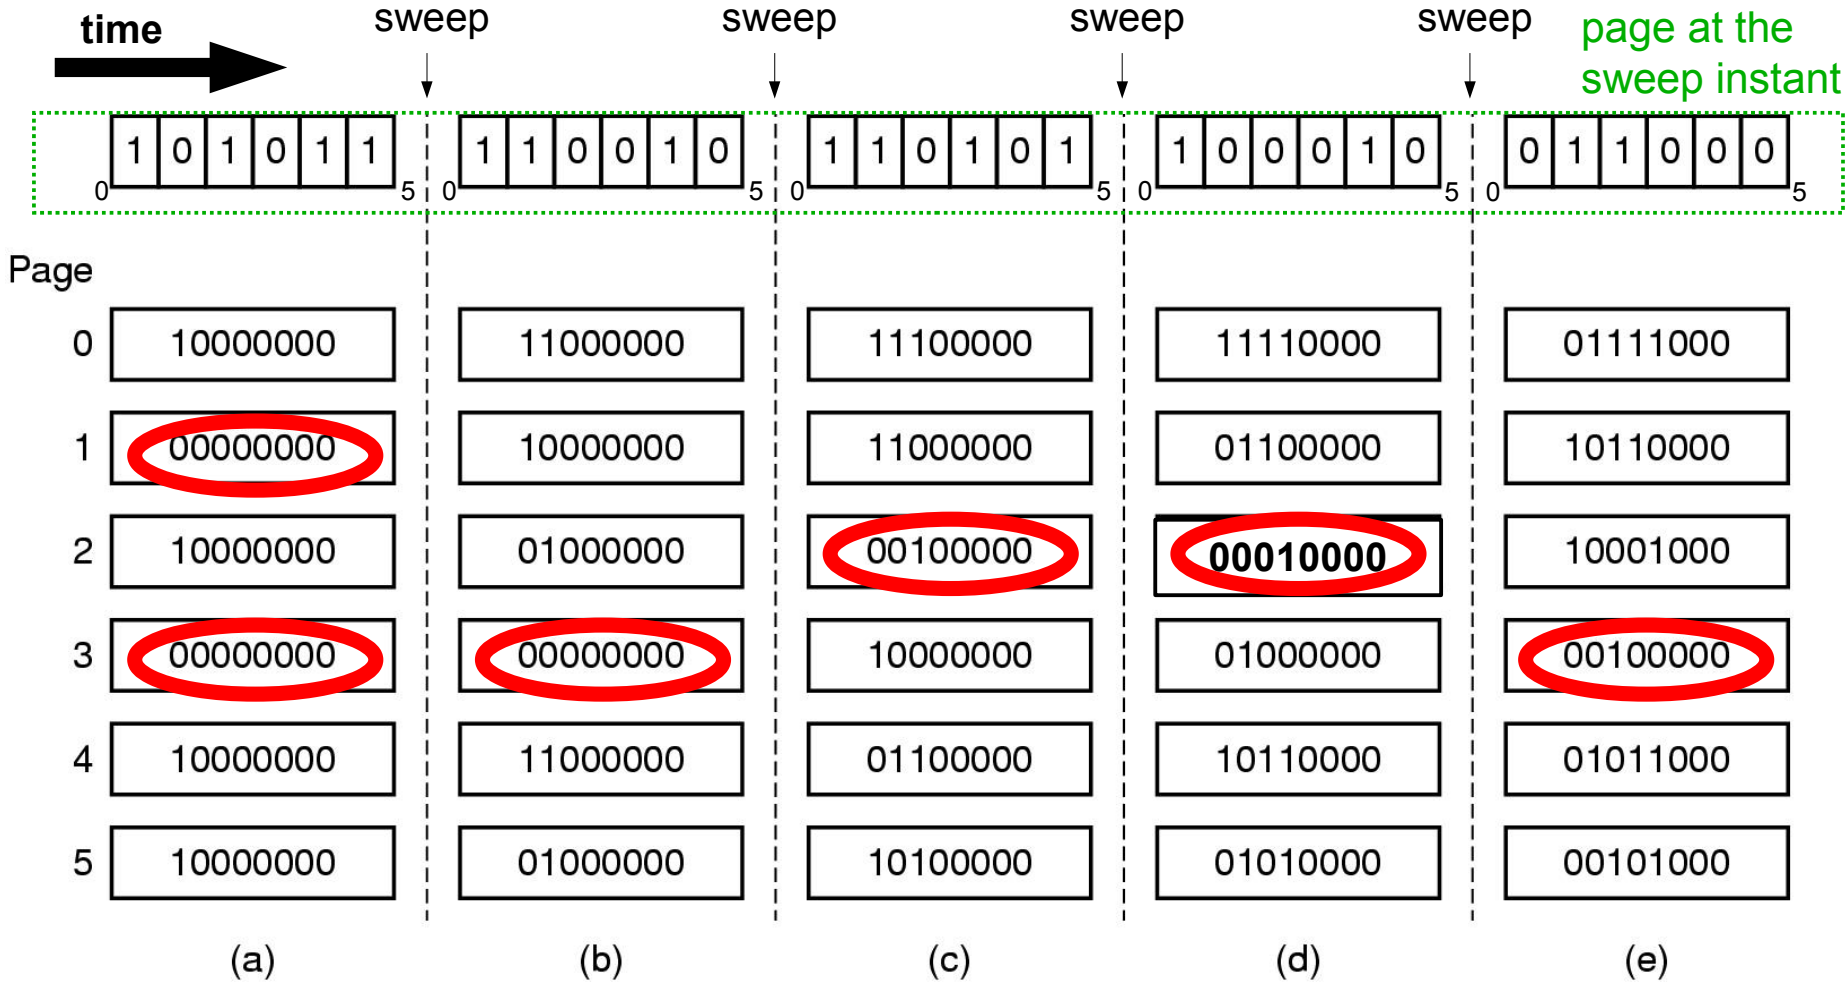 time sweep sweep sweep sweep page at the
sweep instant
1 0 1 0 1 1 1 1 0 0 1 0 1 1 0 1 0 1 1 0 0 0 1 0 0 1 1 0 0 0
0 5 0 5 0 5 0 5 0 5
Page
0 10000000 11000000 11100000 11110000 01111000
1 00000000 10000000 11000000 01100000 10110000
2 10000000 01000000 00100000 00010000 10001000
3 00000000 00000000 10000000 01000000 00100000
4 10000000 11000000 01100000 10110000 01011000
5 10000000 01000000 10100000 01010000 00101000
(a) (b) (c) (d) (e)